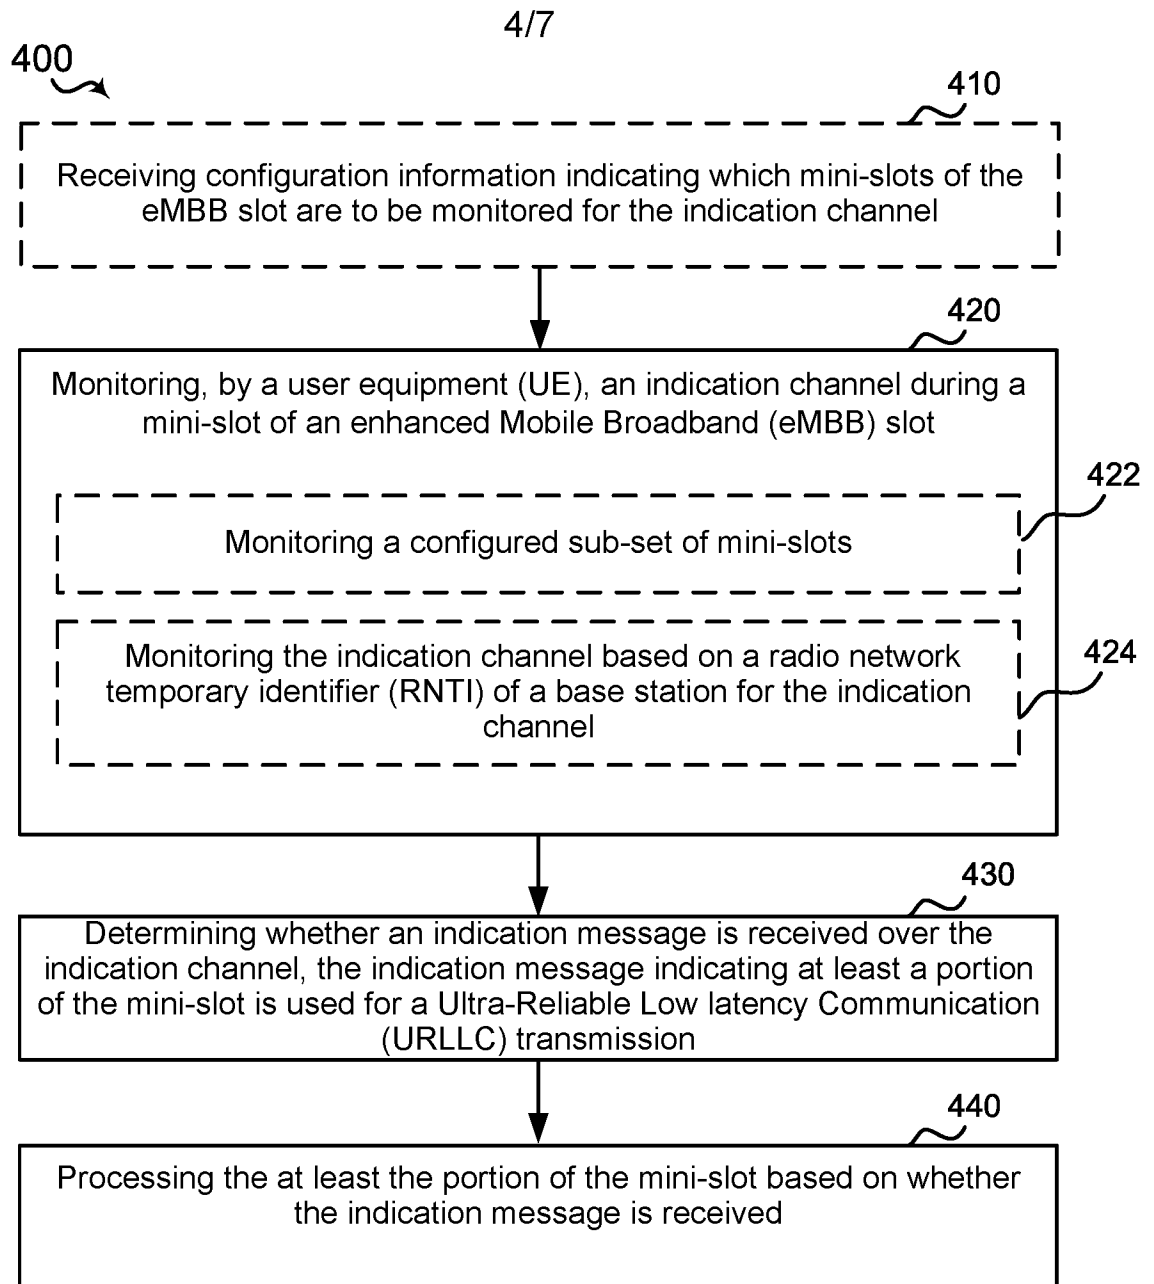 4/7
400
410
Receiving configuration information indicating which mini-slots of the
eMBB slot are to be monitored for the indication channel
420
Monitoring, by a user equipment (UE), an indication channel during a
mini-slot of an enhanced Mobile Broadband (eMBB) slot
422
Monitoring a configured sub-set of mini-slots
424
Monitoring the indication channel based on a radio network
temporary identifier (RNTI) of a base station for the indication
channel
430
Determining whether an indication message is received over the
indication channel, the indication message indicating at least a portion
of the mini-slot is used for a Ultra-Reliable Low latency Communication
(URLLC) transmission
440
Processing the at least the portion of the mini-slot based on whether
the indication message is received